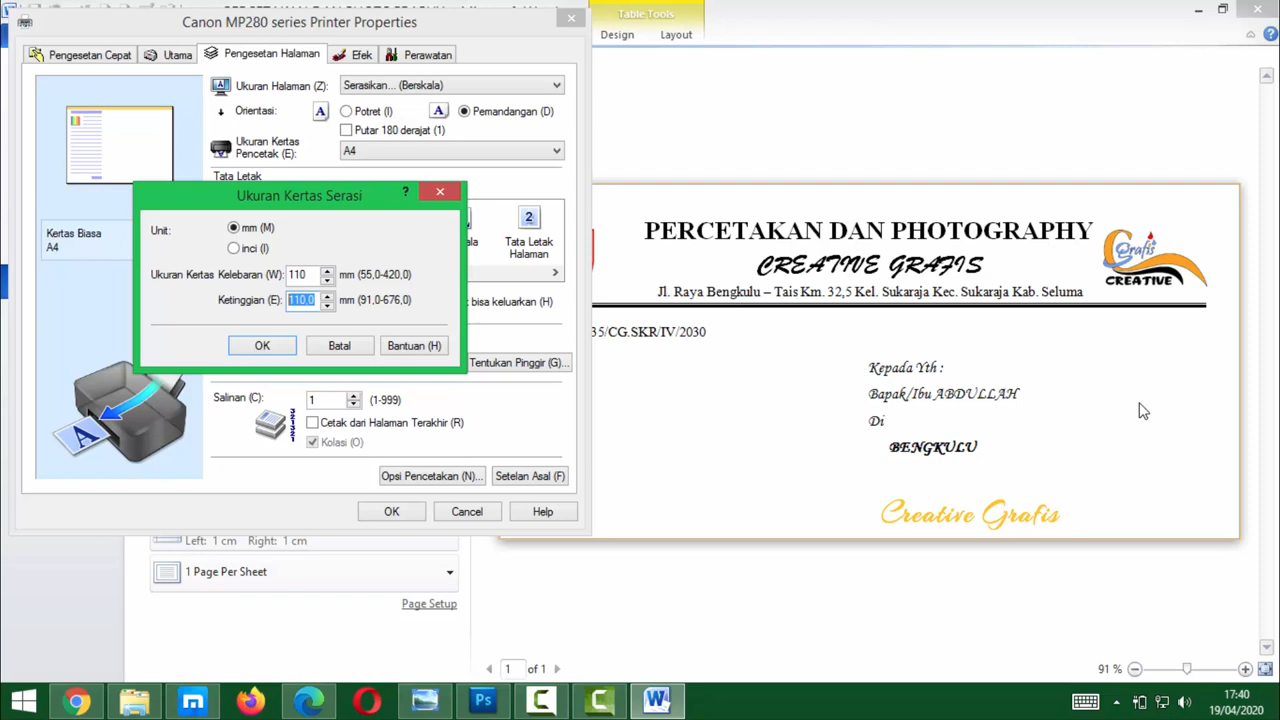 Canon MP280 series Printer Properties
Pengesetan Cepat
Utama
Pengesetan Halaman
Efek
Perawatan
Ukuran Halaman (Z):
Serasikan... (Berskala)
Orientasi:
A
Potret (I)
A
Pemandangan (D)
Putar 180 derajat (1)
Ukuran Kertas
Pencetak (E):
A4
Tata Letak
Kertas Biasa
A4
2
Tata Letak
Halaman
Ukuran Kertas Serasi
?
Unit:
mm (M)
inci (I)
Ukuran Kertas Kelebaran (W): 110 mm (55,0-420,0)
Ketinggian (E): 110,0 mm (91,0-676,0)
OK
Batal
Bantuan (H)
bisa keluarkan (H)
Tentukan Pinggir (G)...
A
Salinan (C):
1
(1-999)
Cetak dari Halaman Terakhir (R)
Kolasi (O)
Opsi Pencetakan (N)...
Setelan Asal (F)
OK
Cancel
Help
Left: 1 cm Right: 1 cm
1 Page Per Sheet
Page Setup
Table Tools
Design
Layout
PERCETAKAN DAN PHOTOGRAPHY
CREATIVE GRAFIS
Jl. Raya Bengkulu – Tais Km. 32,5 Kel. Sukaraja Kec. Sukaraja Kab. Seluma
Grafis
CREATIVE
35/CG.SKR/IV/2030
Kepada Yth :
Bapak/Ibu ABDULLAH
Di
BENGKULU
Creative Grafis
1 of 1
91 %
Ps
17:40
19/04/2020